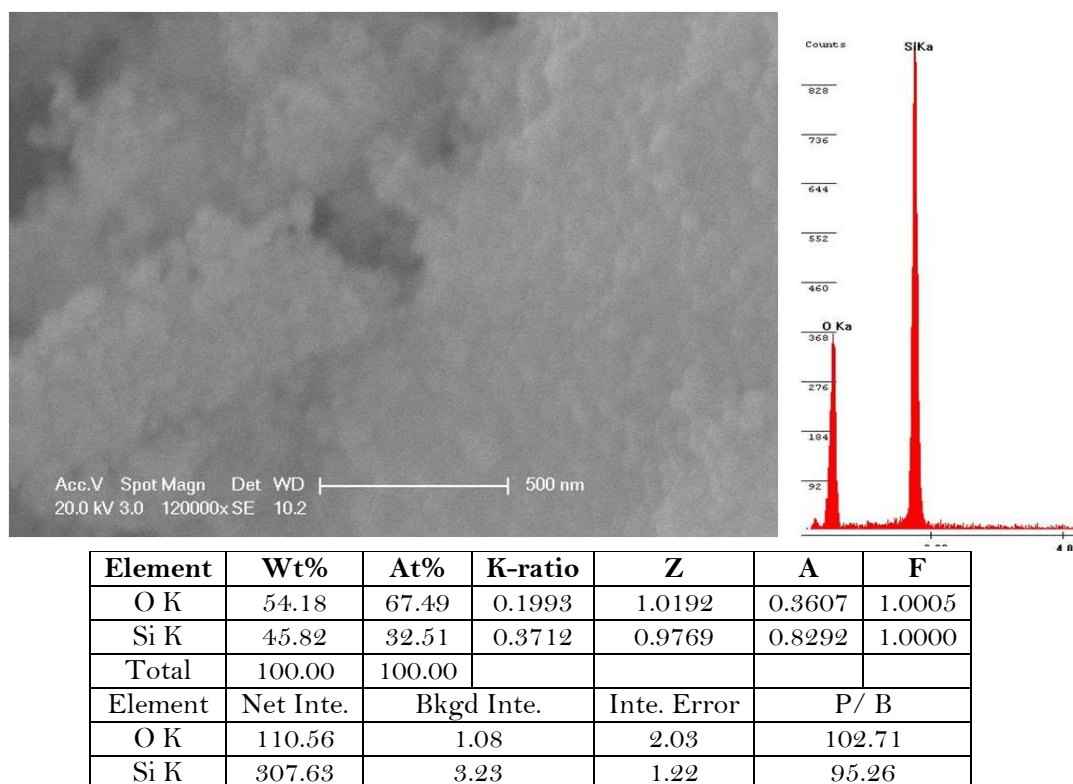 Acc.V Spot Magn Det WD 500 nm
20.0 kV 3.0 120000x SE 10.2
Counts
SiKa
828
736
644
552
460
O Ka
368
276
184
92
Element Wt% At% K-ratio Z A F
O K 54.18 67.49 0.1993 1.0192 0.3607 1.0005
Si K 45.82 32.51 0.3712 0.9769 0.8292 1.0000
Total 100.00 100.00
Element Net Inte. Bkgd Inte. Inte. Error P/ B
O K 110.56 1.08 2.03 102.71
Si K 307.63 3.23 1.22 95.26